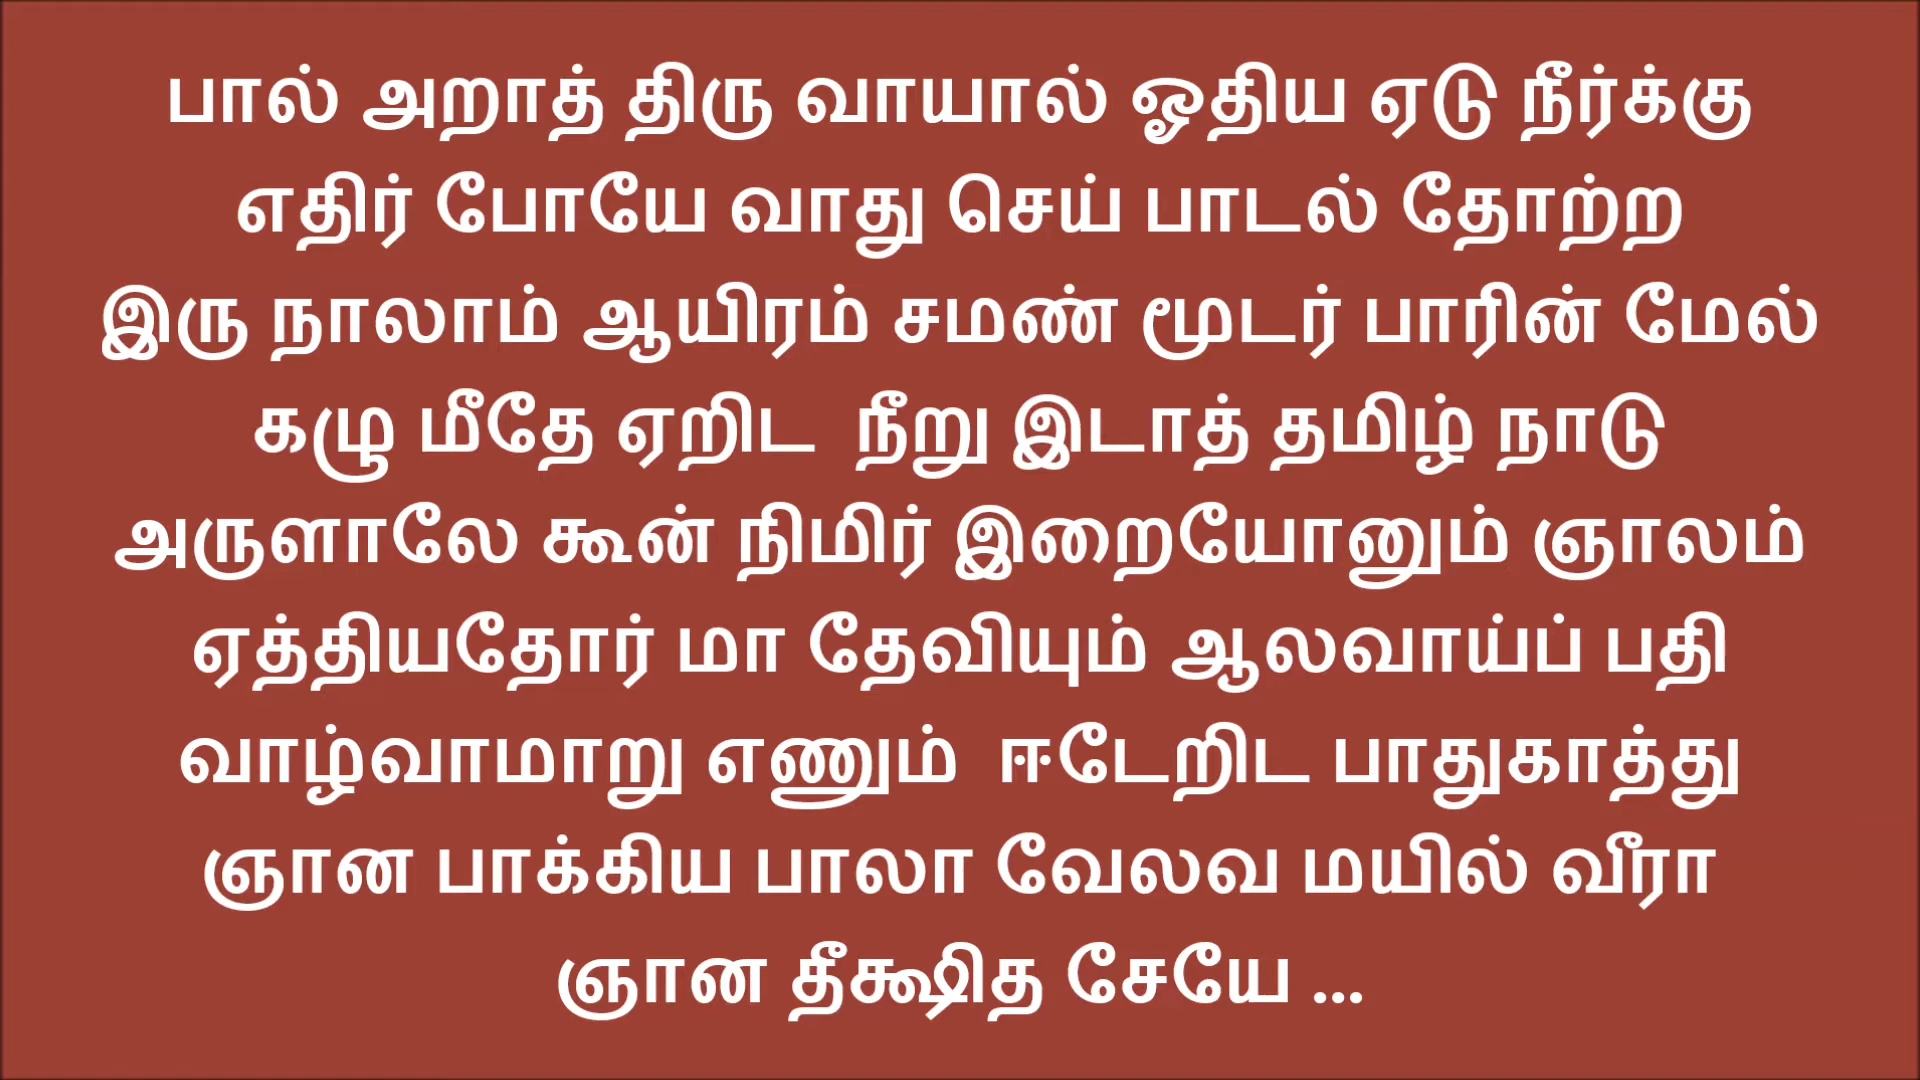 பால் அறாத் திரு வாயால் ஓதிய ஏடு நீர்க்கு
எதிர் போயே வாது செய் பாடல் தோற்ற
இரு நாலாம் ஆயிரம் சமண் மூடர் பாரின் மேல்
கழு மீதே ஏறிட நீறு இடாத் தமிழ் நாடு
அருளாலே கூன் நிமிர் இறையோனும் ஞாலம்
ஏத்தியதோர் மா தேவியும் ஆலவாய்ப் பதி
வாழ்வாமாறு எணும் ஈடேறிட பாதுகாத்து
ஞான பாக்கிய பாலா வேலவ மயில் வீரா
ஞான தீக்ஷித சேயே ...